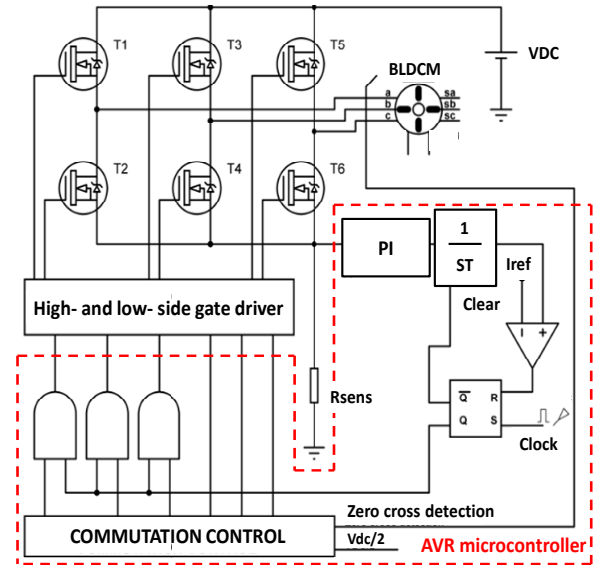 T1
T3
T5
BLDCM
VDC
a
b
c
sa
sb
sc
T2
T4
T6
PI
1
ST
Iref
High- and low- side gate driver
Clear
- +
Rsens
Q R
Q S
Clock
Zero cross detection
COMMUTATION CONTROL
Vdc/2
AVR microcontroller